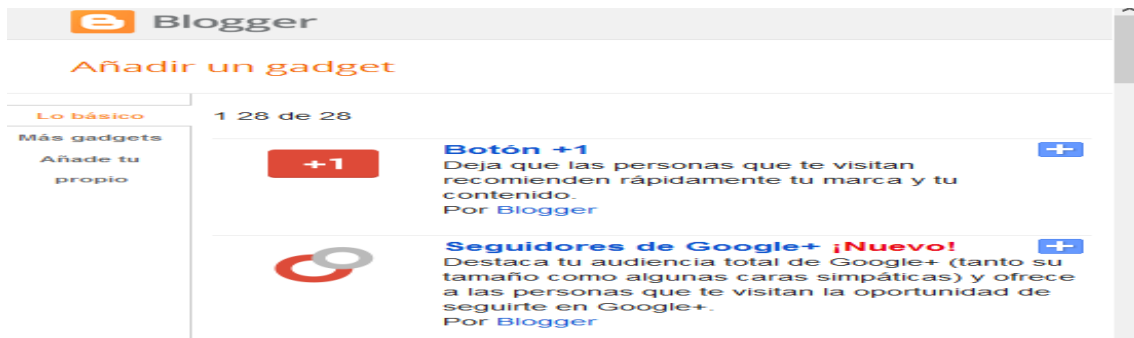 Blogger
Añadir un gadget
Lo básico
Más gadgets
Añade tu
propio
1 28 de 28
+1
Botón +1
Deja que las personas que te visitan
recomienden rápidamente tu marca y tu
contenido.
Por Blogger
Seguidores de Google+ ¡Nuevo!
Destaca tu audiencia total de Google+ (tanto su
tamaño como algunas caras simpáticas) y ofrece
a las personas que te visitan la oportunidad de
seguirte en Google+.
Por Blogger